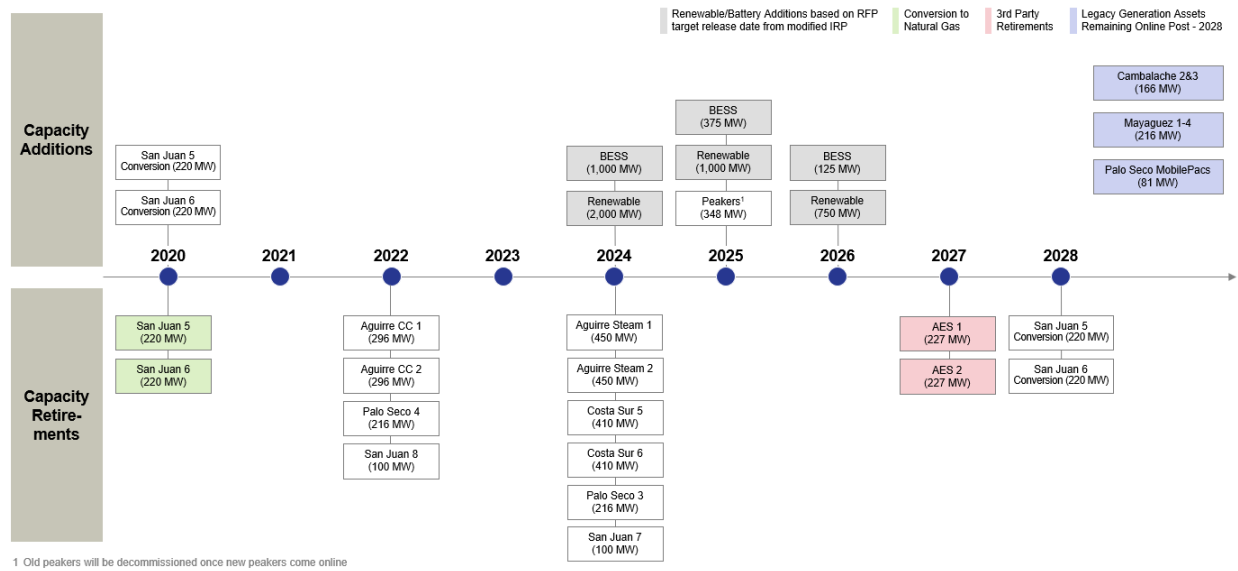 Renewable/Battery Additions based on RFP
target release date from modified IRP
Conversion to
Natural Gas
3rd Party
Retirements
Legacy Generation Assets
Remaining Online Post - 2028
Capacity
Additions
San Juan 5
Conversion (220 MW)
San Juan 6
Conversion (220 MW)
BESS
(1,000 MW)
Renewable
(2,000 MW)
BESS
(375 MW)
Renewable
(1,000 MW)
Peakers1
(348 MW)
BESS
(125 MW)
Renewable
(750 MW)
Cambalache 2&3
(166 MW)
Mayaguez 1-4
(216 MW)
Palo Seco MobilePacs
(81 MW)
2020
2021
2022
2023
2024
2025
2026
2027
2028
Capacity
Retire-
ments
San Juan 5
(220 MW)
San Juan 6
(220 MW)
Aguirre CC 1
(296 MW)
Aguirre CC 2
(296 MW)
Palo Seco 4
(216 MW)
San Juan 8
(100 MW)
Aguirre Steam 1
(450 MW)
Aguirre Steam 2
(450 MW)
Costa Sur 5
(410 MW)
Costa Sur 6
(410 MW)
Palo Seco 3
(216 MW)
San Juan 7
(100 MW)
AES 1
(227 MW)
AES 2
(227 MW)
San Juan 5
Conversion (220 MW)
San Juan 6
Conversion (220 MW)
1 Old peakers will be decommissioned once new peakers come online